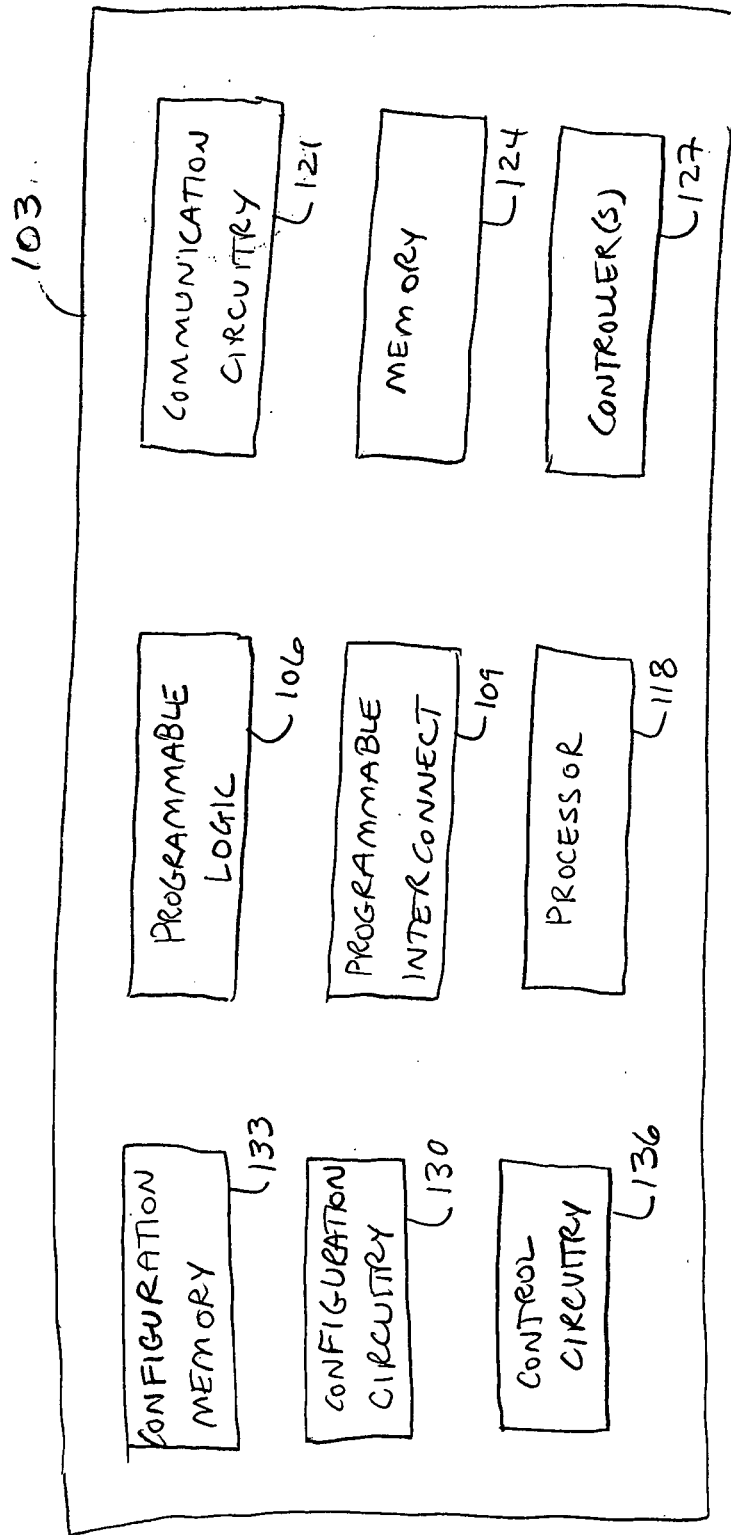 103
CONFIGURATION
MEMORY
133
PROGRAMMABLE
LOGIC
106
COMMUNICATION
CIRCUITRY
121
CONFIGURATION
CIRCUITRY
130
PROGRAMMABLE
INTERCONNECT
109
MEMORY
124
CONTROL
CIRCUITRY
136
PROCESSOR
118
CONTROLLER(S)
127